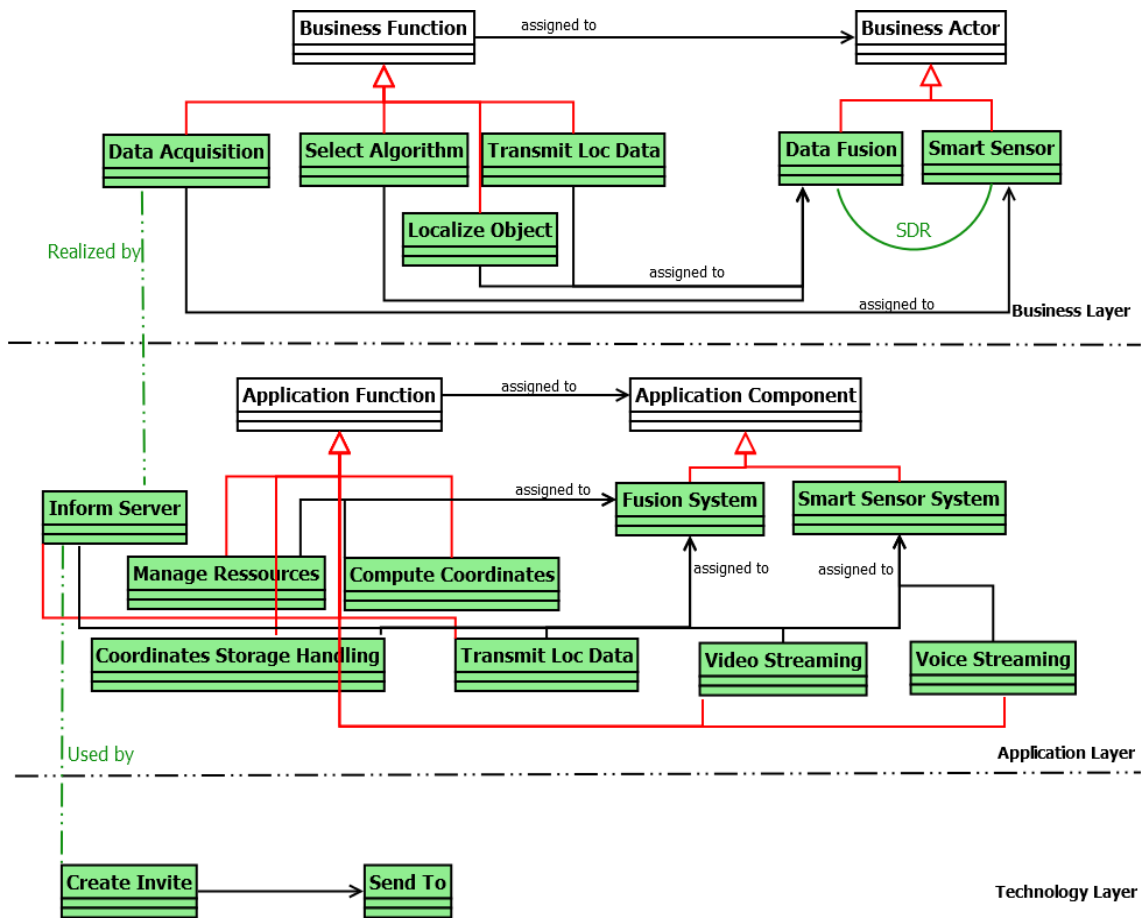 Business Function
assigned to
Business Actor
Data Acquisition
Select Algorithm
Transmit Loc Data
Data Fusion
Smart Sensor
Localize Object
SDR
Realized by
assigned to
assigned to
Business Layer
Application Function
assigned to
Application Component
Inform Server
assigned to
Fusion System
Smart Sensor System
Manage Ressources
Compute Coordinates
assigned to
assigned to
Coordinates Storage Handling
Transmit Loc Data
Video Streaming
Voice Streaming
Used by
Application Layer
Create Invite
Send To
Technology Layer